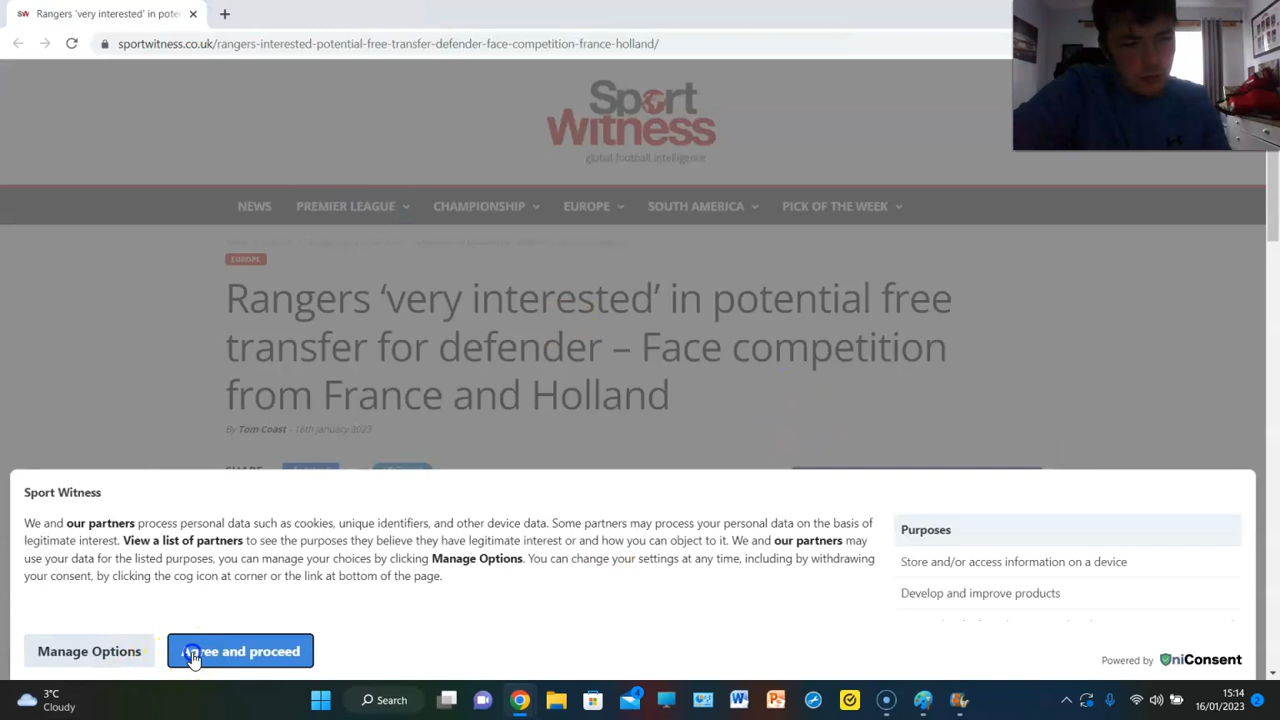 SW Rangers 'very interested' in pote
sportwitness.co.uk/rangers-interested-potential-free-transfer-defender-face-competition-france-holland/
Sport
Witness
global football intelligence
NEWS PREMIER LEAGUE CHAMPIONSHIP EUROPE SOUTH AMERICA PICK OF THE WEEK
EUROPE
Rangers ‘very interested’ in potential free
transfer for defender – Face competition
from France and Holland
By Tom Coast - 16th January 2023
SHARE
Sport Witness
We and our partners process personal data such as cookies, unique identifiers, and other device data. Some partners may process your personal data on the basis of
legitimate interest. View a list of partners to see the purposes they believe they have legitimate interest or and how you can object to it. We and our partners may
use your data for the listed purposes, you can manage your choices by clicking Manage Options. You can change your settings at any time, including by withdrawing
your consent, by clicking the cog icon at corner or the link at bottom of the page.
Purposes
Store and/or access information on a device
Develop and improve products
Manage Options Agree and proceed
Powered by UniConsent
3°C
Cloudy
Search
4
15:14
16/01/2023
2